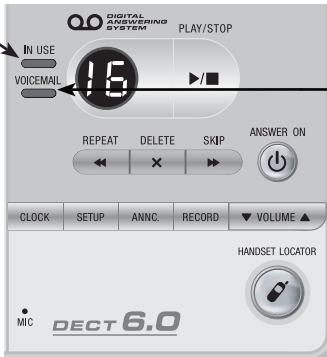 DIGITAL
ANSWERING
SYSTEM
PLAY/STOP
IN USE
VOICEMAIL
16
REPEAT DELETE SKIP
ANSWER ON
CLOCK SETUP ANNC. RECORD VOLUME
HANDSET LOCATOR
MIC
DECT 6.0